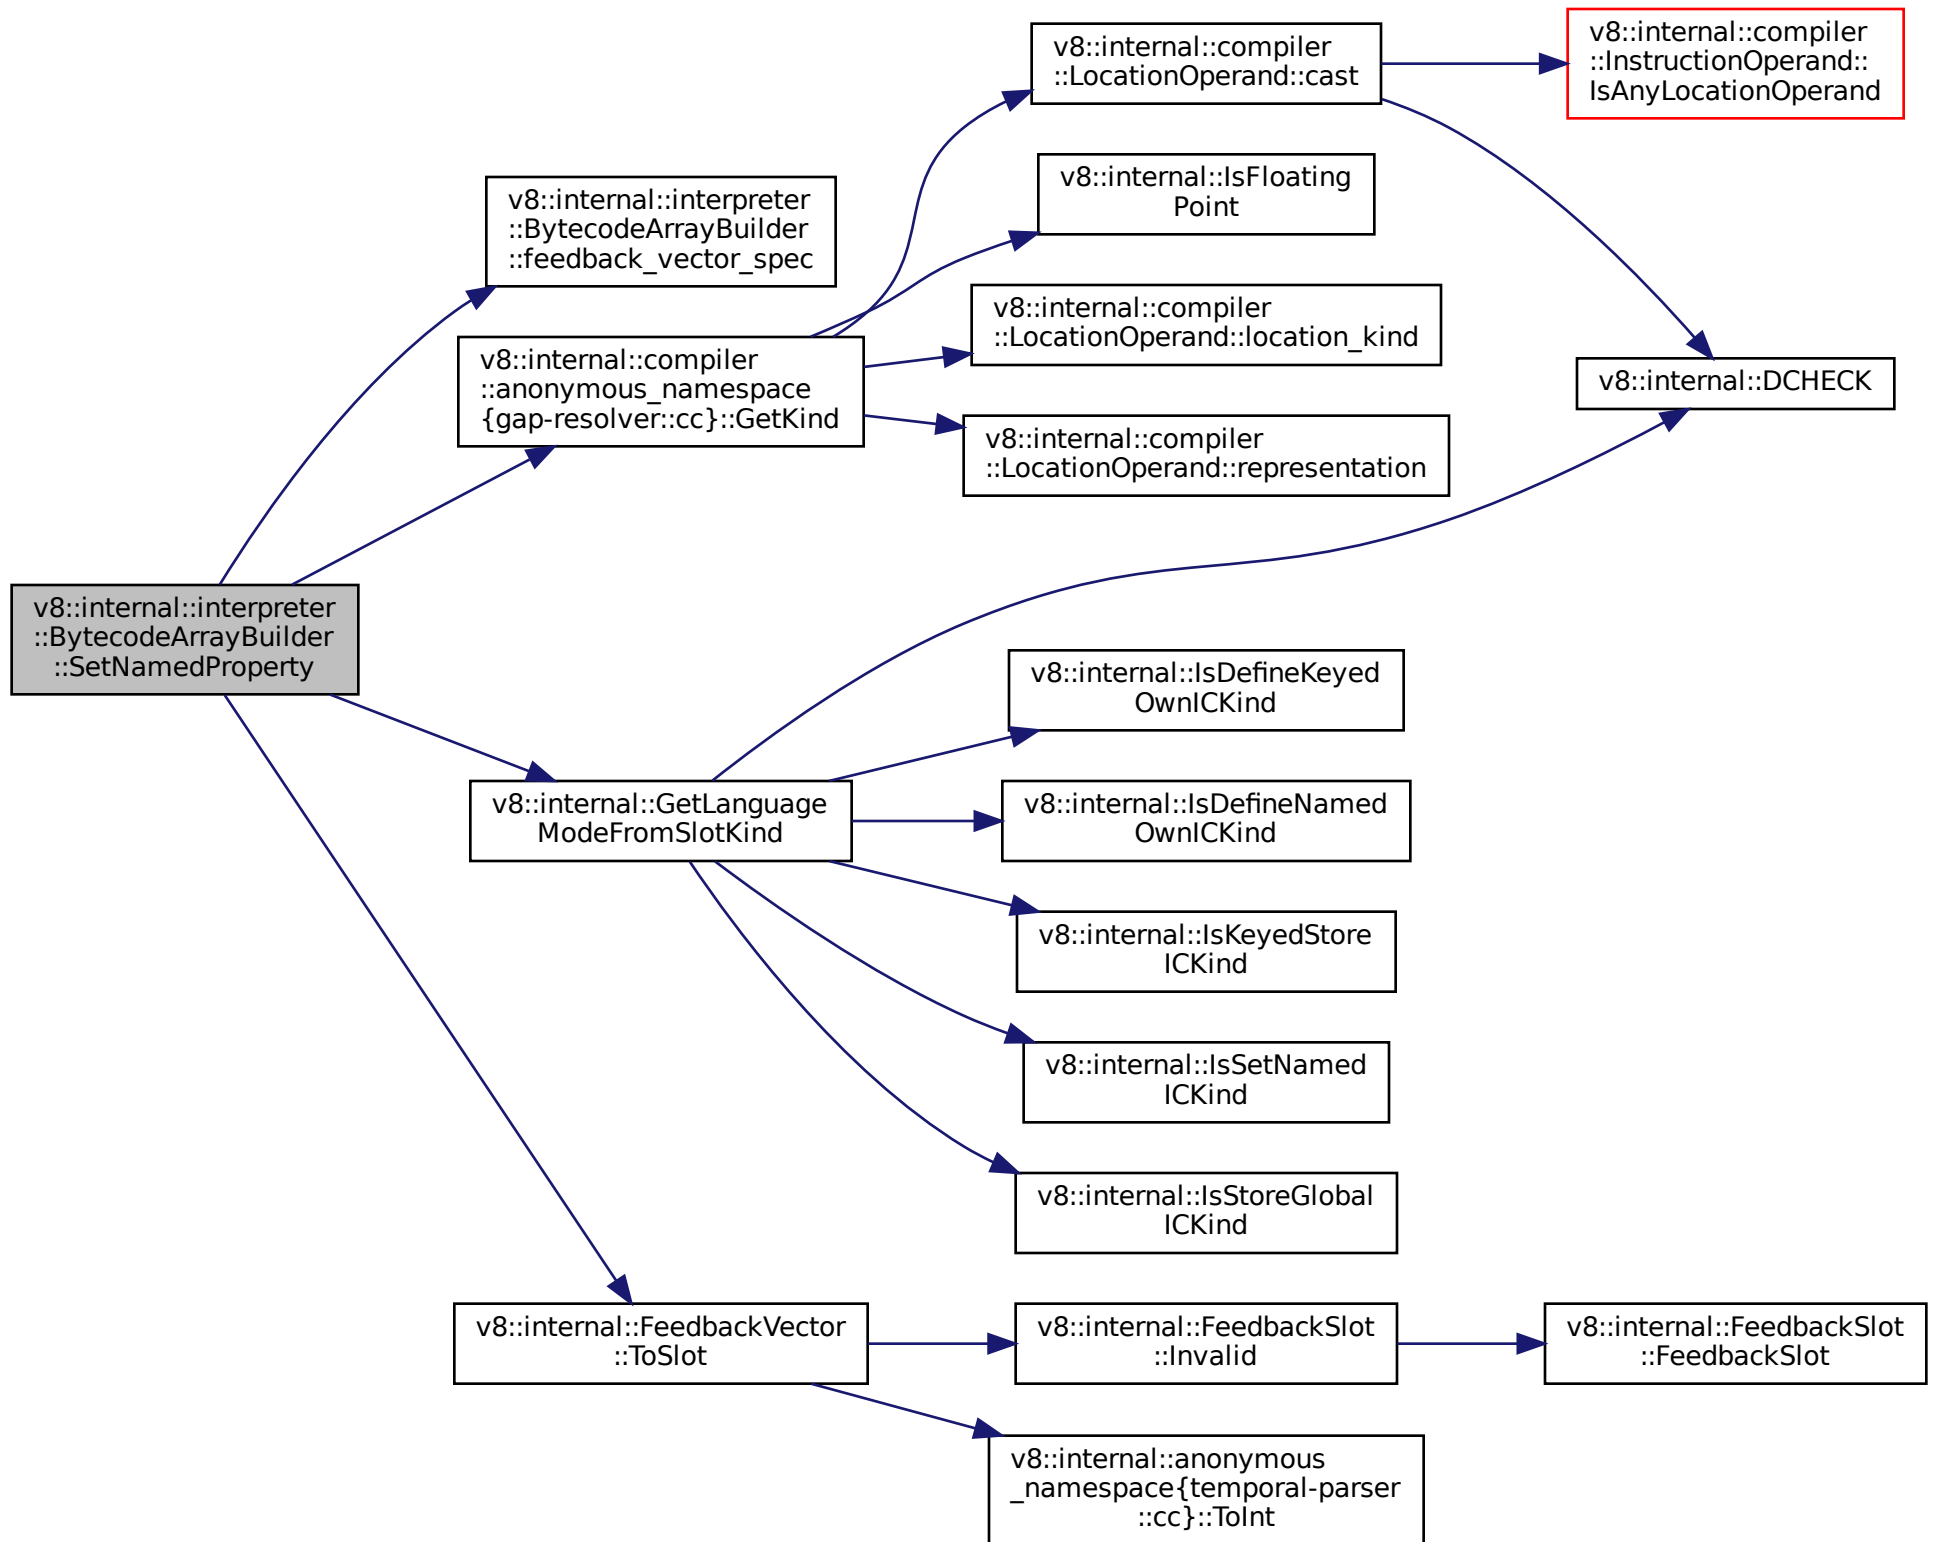 v8::internal::interpreter
::BytecodeArrayBuilder
::SetNamedProperty
v8::internal::interpreter
::BytecodeArrayBuilder
::feedback_vector_spec
v8::internal::compiler
::anonymous_namespace
{gap-resolver::cc}::GetKind
v8::internal::compiler
::LocationOperand::cast
v8::internal::compiler
::InstructionOperand::
IsAnyLocationOperand
v8::internal::DCHECK
v8::internal::IsFloating
Point
v8::internal::compiler
::LocationOperand::location_kind
v8::internal::compiler
::LocationOperand::representation
v8::internal::GetLanguage
ModeFromSlotKind
v8::internal::IsDefineKeyed
OwnICKind
v8::internal::IsDefineNamed
OwnICKind
v8::internal::IsKeyedStore
ICKind
v8::internal::IsSetNamed
ICKind
v8::internal::IsStoreGlobal
ICKind
v8::internal::FeedbackVector
::ToSlot
v8::internal::FeedbackSlot
::Invalid
v8::internal::FeedbackSlot
::FeedbackSlot
v8::internal::anonymous
_namespace{temporal-parser
::cc}::ToInt